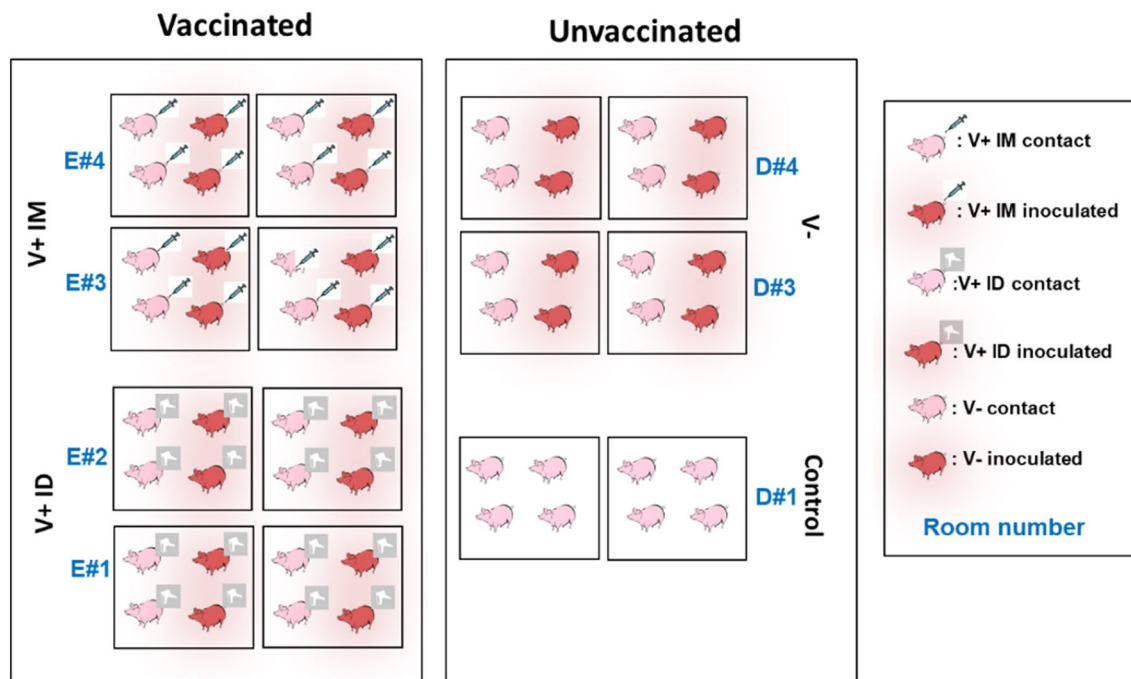 Vaccinated
Unvaccinated
V+ IM
E#4
E#3
V+ ID
E#2
E#1
D#4
V-
D#3
D#1
Control
: V+ IM contact
: V+ IM inoculated
:V+ ID contact
: V+ ID inoculated
: V- contact
: V- inoculated
Room number